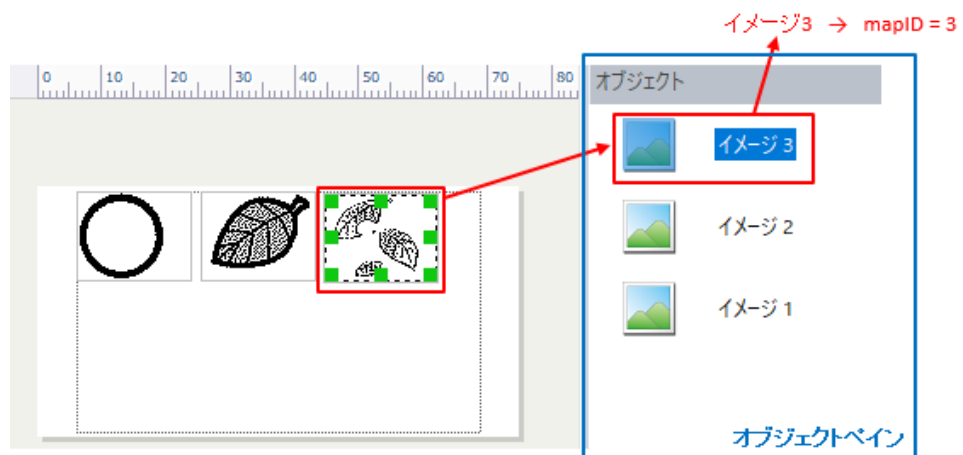 イメージ3 → mapID = 3
0 10 20 30 40 50 60 70 80
オブジェクト
イメージ 3
イメージ 2
イメージ 1
オブジェクトペイン